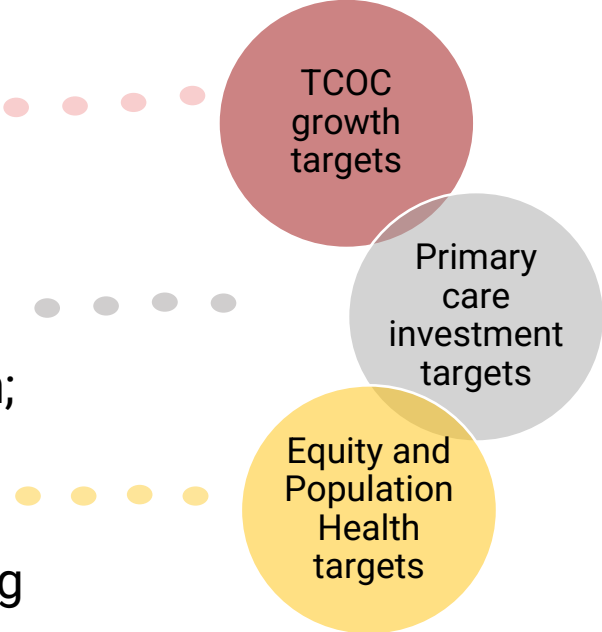 TCOC
growth
targets
Primary
care
investment
targets
;
Equity and
Population
Health
targets
g